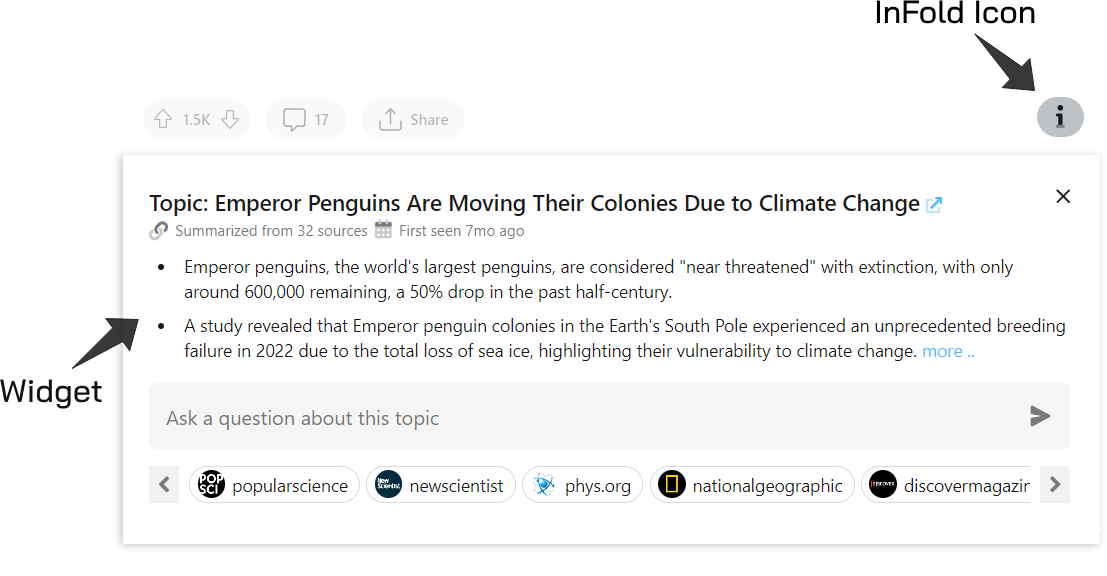 InFold Icon
1.5K 17 Share
i
Topic: Emperor Penguins Are Moving Their Colonies Due to Climate Change
Summarized from 32 sources First seen 7mo ago
• Emperor penguins, the world's largest penguins, are considered "near threatened" with extinction, with only
around 600,000 remaining, a 50% drop in the past half-century.
• A study revealed that Emperor penguin colonies in the Earth's South Pole experienced an unprecedented breeding
failure in 2022 due to the total loss of sea ice, highlighting their vulnerability to climate change. more ..
Widget
Ask a question about this topic
POP
SCI popularscience New
Scientist newscientist phys.org nationalgeographic DISCOVER discovermagazin